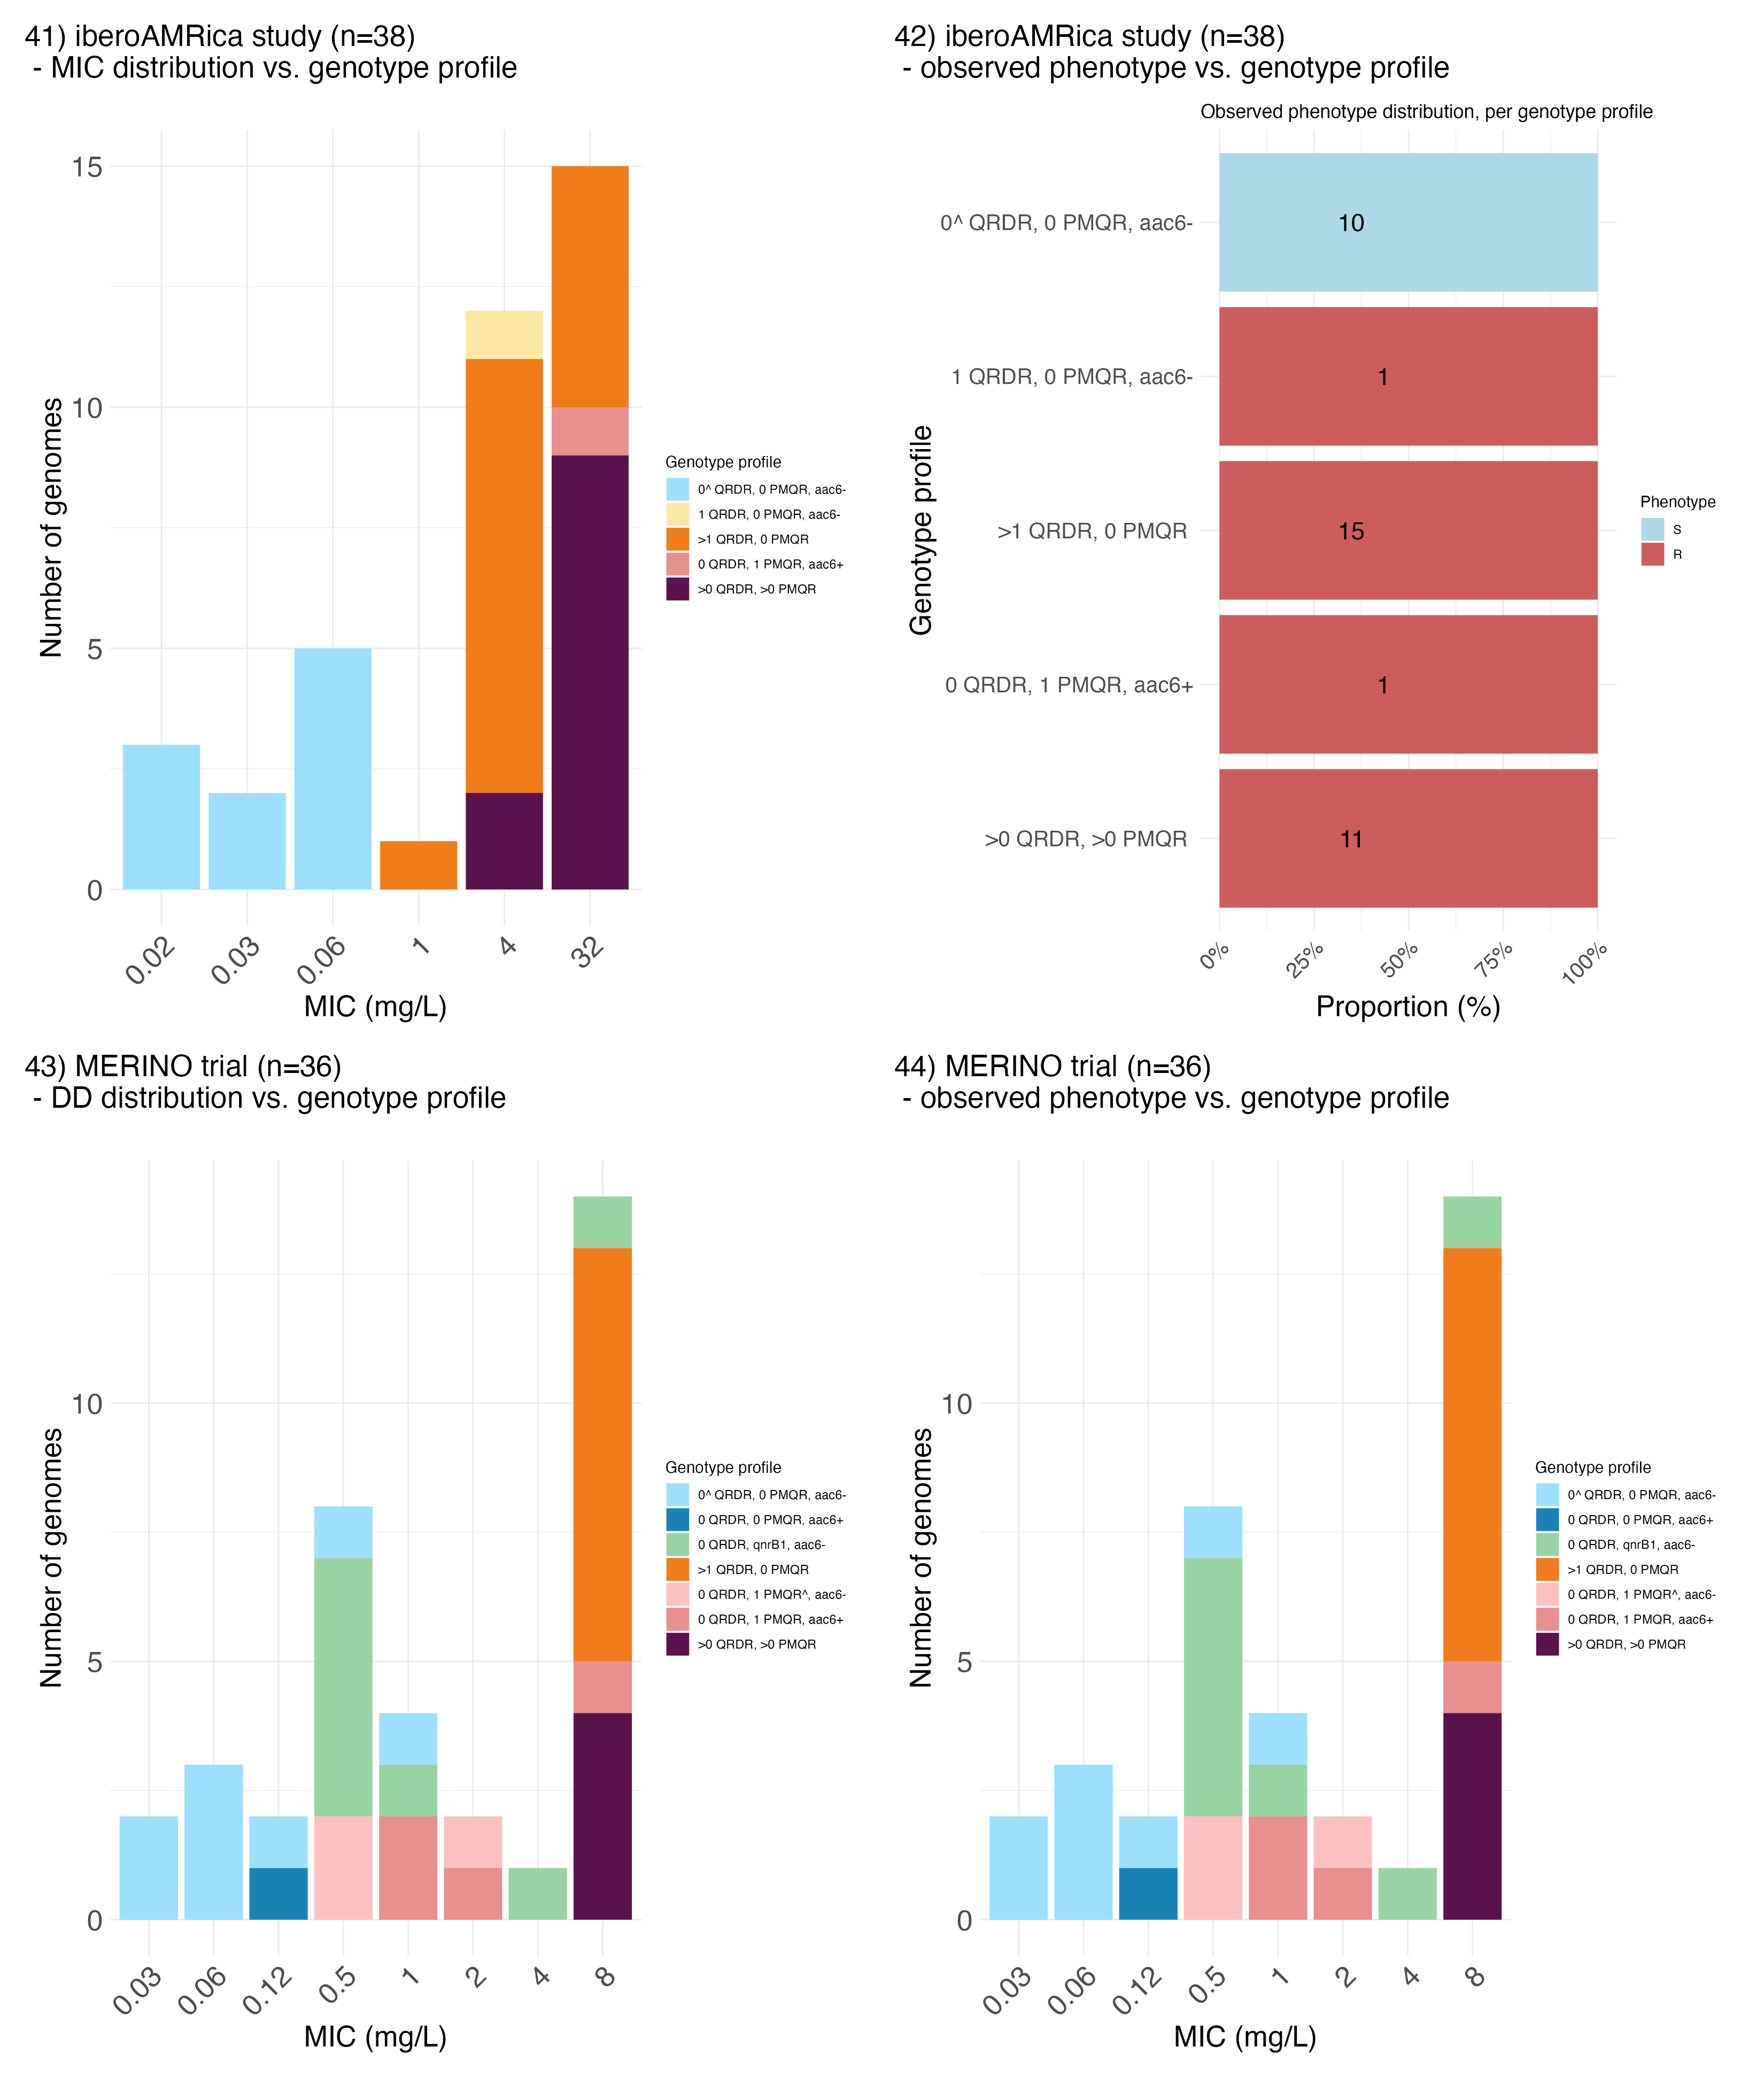 41) iberoAMRica study (n=38)
- MIC distribution vs. genotype profile
Number of genomes
15
10
5
0
0.02
0.03
0.06
1
4
32
MIC (mg/L)
Genotype profile
0^ QRDR, 0 PMQR, aac6-
1 QRDR, 0 PMQR, aac6-
>1 QRDR, 0 PMQR
0 QRDR, 1 PMQR, aac6+
>0 QRDR, >0 PMQR
42) iberoAMRica study (n=38)
- observed phenotype vs. genotype profile
Observed phenotype distribution, per genotype profile
Genotype profile
0^ QRDR, 0 PMQR, aac6-
10
1 QRDR, 0 PMQR, aac6-
1
>1 QRDR, 0 PMQR
15
0 QRDR, 1 PMQR, aac6+
1
>0 QRDR, >0 PMQR
11
0%
25%
50%
75%
100%
Proportion (%)
Phenotype
S
R
43) MERINO trial (n=36)
- DD distribution vs. genotype profile
Number of genomes
10
5
0
0.03
0.06
0.12
0.5
1
2
4
8
MIC (mg/L)
Genotype profile
0^ QRDR, 0 PMQR, aac6-
0 QRDR, 0 PMQR, aac6+
0 QRDR, qnrB1, aac6-
>1 QRDR, 0 PMQR
0 QRDR, 1 PMQR^, aac6-
0 QRDR, 1 PMQR, aac6+
>0 QRDR, >0 PMQR
44) MERINO trial (n=36)
- observed phenotype vs. genotype profile
Number of genomes
10
5
0
0.03
0.06
0.12
0.5
1
2
4
8
MIC (mg/L)
Genotype profile
0^ QRDR, 0 PMQR, aac6-
0 QRDR, 0 PMQR, aac6+
0 QRDR, qnrB1, aac6-
>1 QRDR, 0 PMQR
0 QRDR, 1 PMQR^, aac6-
0 QRDR, 1 PMQR, aac6+
>0 QRDR, >0 PMQR